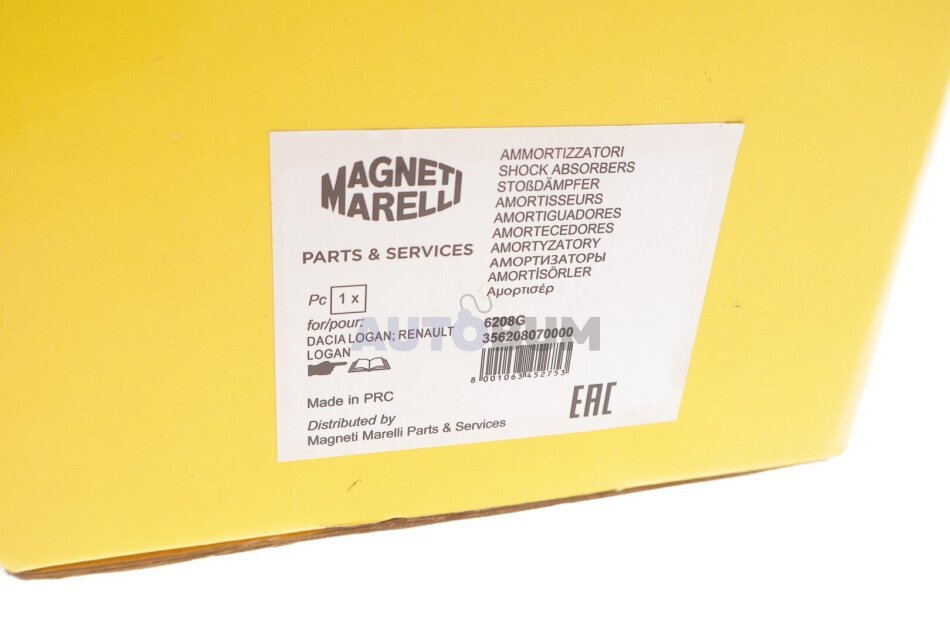 MAGNETI
MARELLI
PARTS & SERVICES
AMMORTIZZATORI
SHOCK ABSORBERS
STOßDÄMPFER
AMORTISSEURS
AMORTIGUADORES
AMORTECEDORES
AMORTYZATORY
АМОРТИЗАТОРЫ
AMORTİSÖRLER
Αμορτισέρ
Pc 1 x
for/pour:
DACIA LOGAN; RENAULT
LOGAN
6208G
356208070000
8 001063 452753
AUTODUM
Made in PRC
Distributed by
Magneti Marelli Parts & Services
EAC